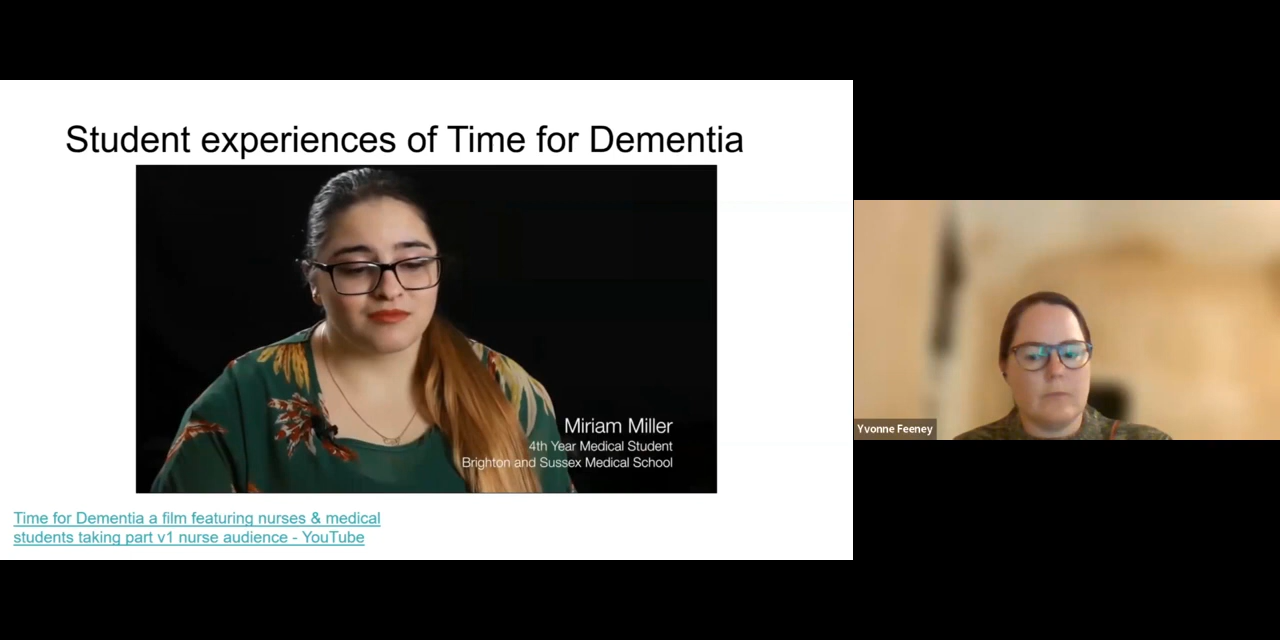 Student experiences of Time for Dementia
Miriam Miller
4th Year Medical Student
Brighton and Sussex Medical School
Time for Dementia a film featuring nurses & medical
students taking part v1 nurse audience - YouTube
Yvonne Feeney